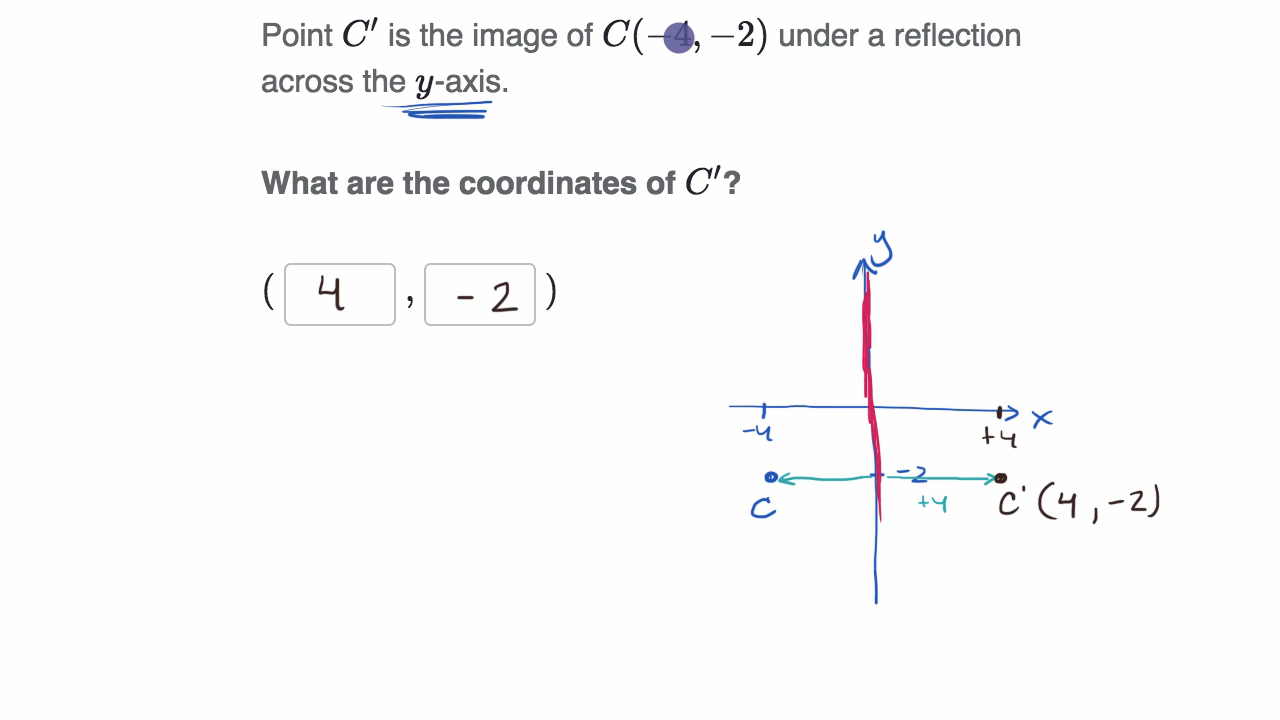 Point C′ is the image of C(−4, −2) under a reflection
across the y-axis.
What are the coordinates of C′?
( 4 , -2 )
y
x
-4
+4
-2
+4
C
C'(4,-2)